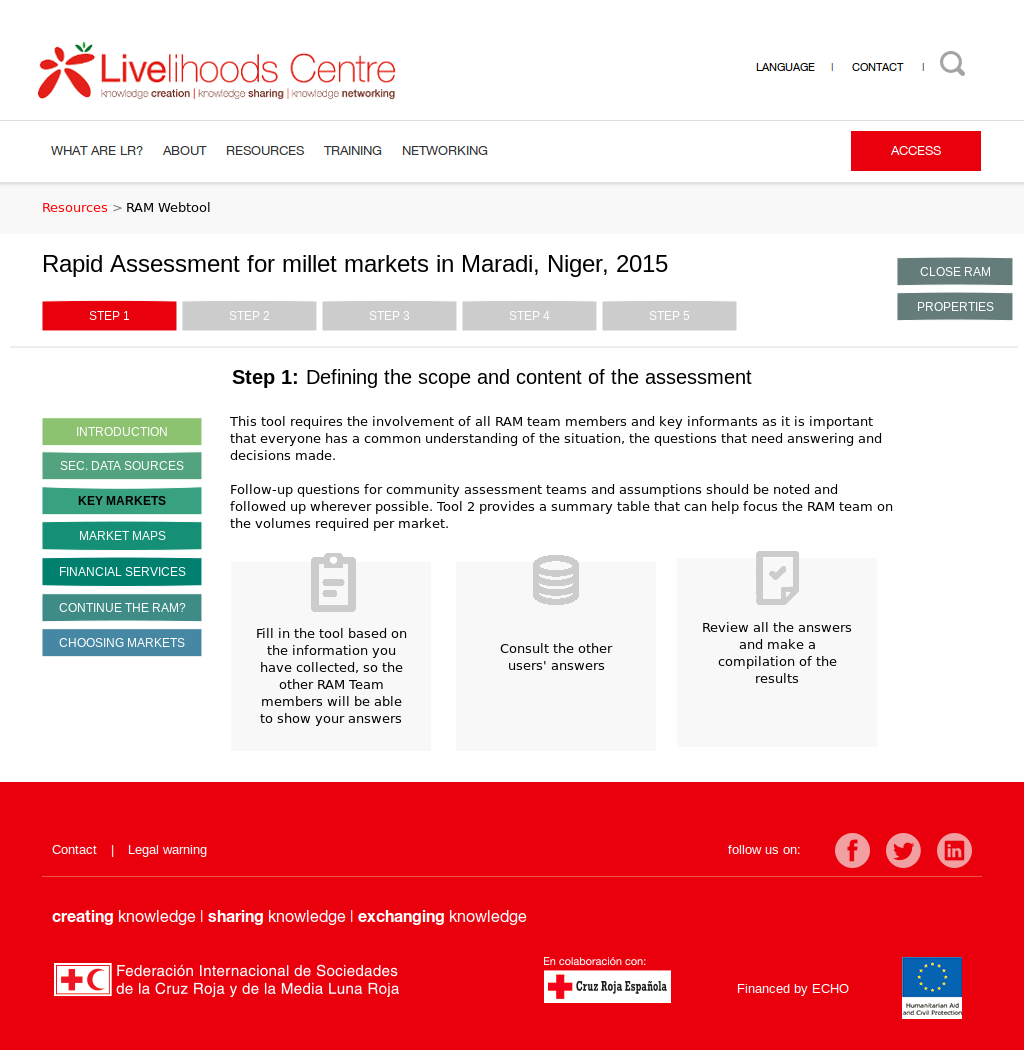 Livelihoods Centre
knowledge creation | knowledge sharing | knowledge networking
LANGUAGE | CONTACT |
WHAT ARE LR? ABOUT RESOURCES TRAINING NETWORKING ACCESS
Resources > RAM Webtool
Rapid Assessment for millet markets in Maradi, Niger, 2015
CLOSE RAM
PROPERTIES
STEP 1 STEP 2 STEP 3 STEP 4 STEP 5
Step 1: Defining the scope and content of the assessment
INTRODUCTION
SEC. DATA SOURCES
KEY MARKETS
MARKET MAPS
FINANCIAL SERVICES
CONTINUE THE RAM?
CHOOSING MARKETS
This tool requires the involvement of all RAM team members and key informants as it is important
that everyone has a common understanding of the situation, the questions that need answering and
decisions made.
Follow-up questions for community assessment teams and assumptions should be noted and
followed up wherever possible. Tool 2 provides a summary table that can help focus the RAM team on
the volumes required per market.
Fill in the tool based on
the information you
have collected, so the
other RAM Team
members will be able
to show your answers
Consult the other
users' answers
Review all the answers
and make a
compilation of the
results
Contact | Legal warning
follow us on:
creating knowledge | sharing knowledge | exchanging knowledge
Federación Internacional de Sociedades
de la Cruz Roja y de la Media Luna Roja
En colaboración con:
Cruz Roja Española
Financed by ECHO
Humanitarian Aid
and Civil Protection